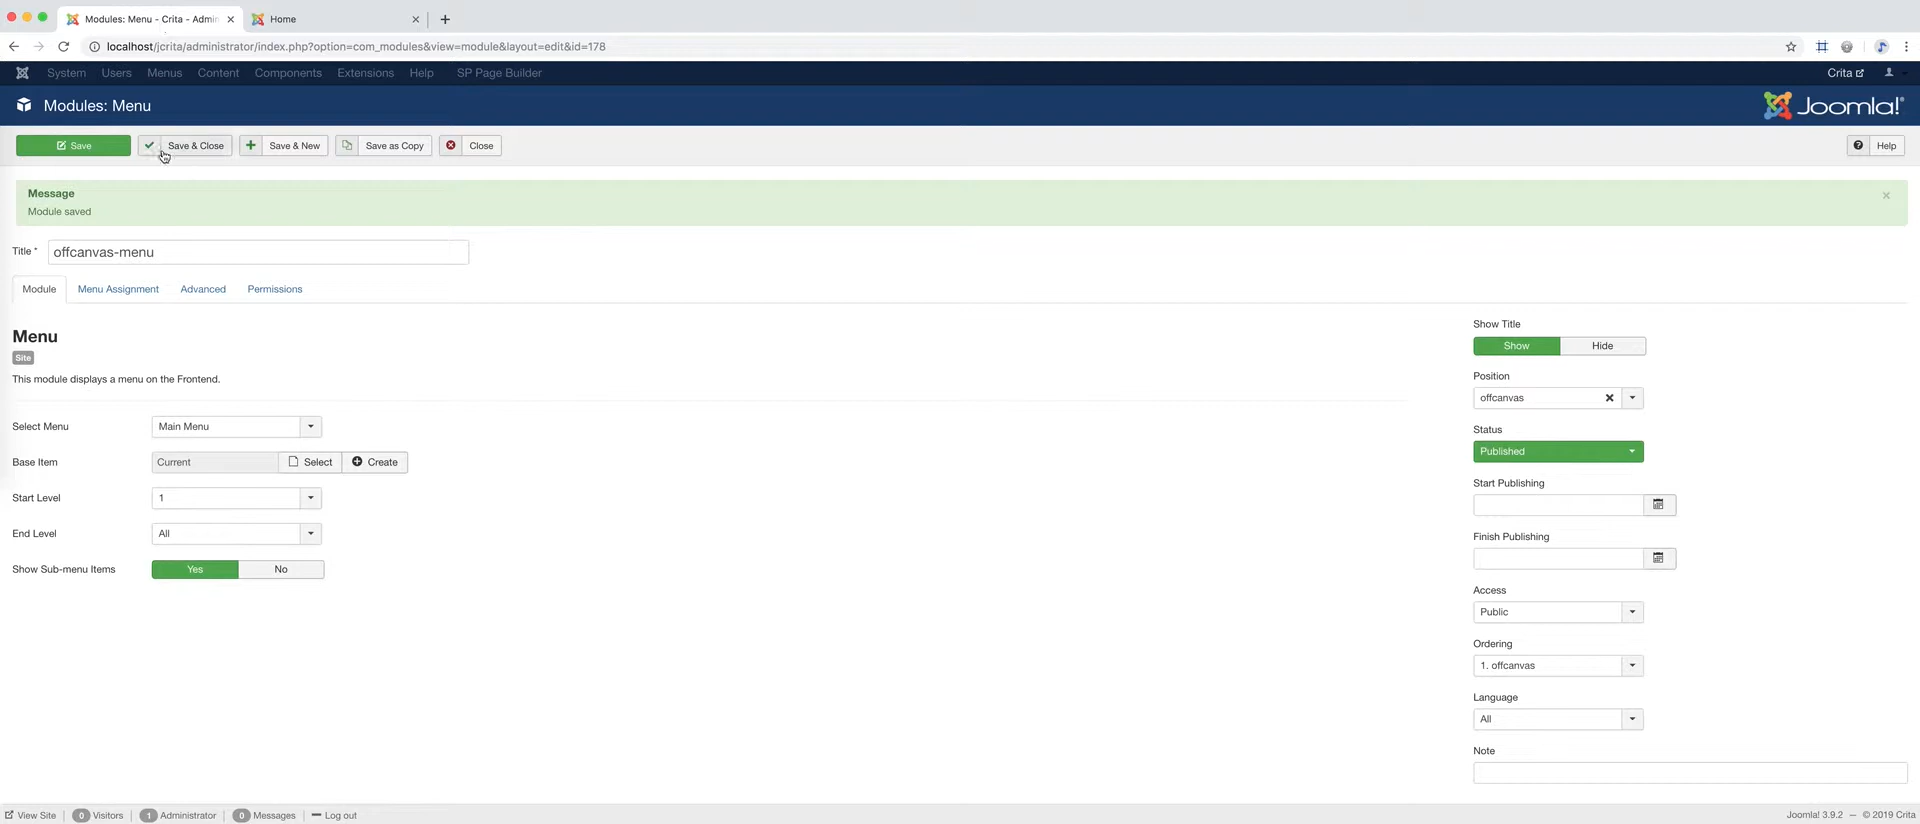 Modules: Menu - Crita - Admin
Home
localhost/jcrita/administrator/index.php?option=com_modules&view=module&layout=edit&id=178
System Users Menus Content Components Extensions Help SP Page Builder
Crita
Modules: Menu
Joomla!®
Save
Save & Close
Save & New
Save as Copy
Close
Help
Message
Module saved
Title *
offcanvas-menu
Module
Menu Assignment
Advanced
Permissions
Menu
Site
This module displays a menu on the Frontend.
Select Menu
Main Menu
Base Item
Current
Select
Create
Start Level
1
End Level
All
Show Sub-menu Items
Yes
No
Show Title
Show
Hide
Position
offcanvas
Status
Published
Start Publishing
Finish Publishing
Access
Public
Ordering
1. offcanvas
Language
All
Note
View Site
0 Visitors
1 Administrator
0 Messages
Log out
Joomla! 3.9.2 — © 2019 Crita